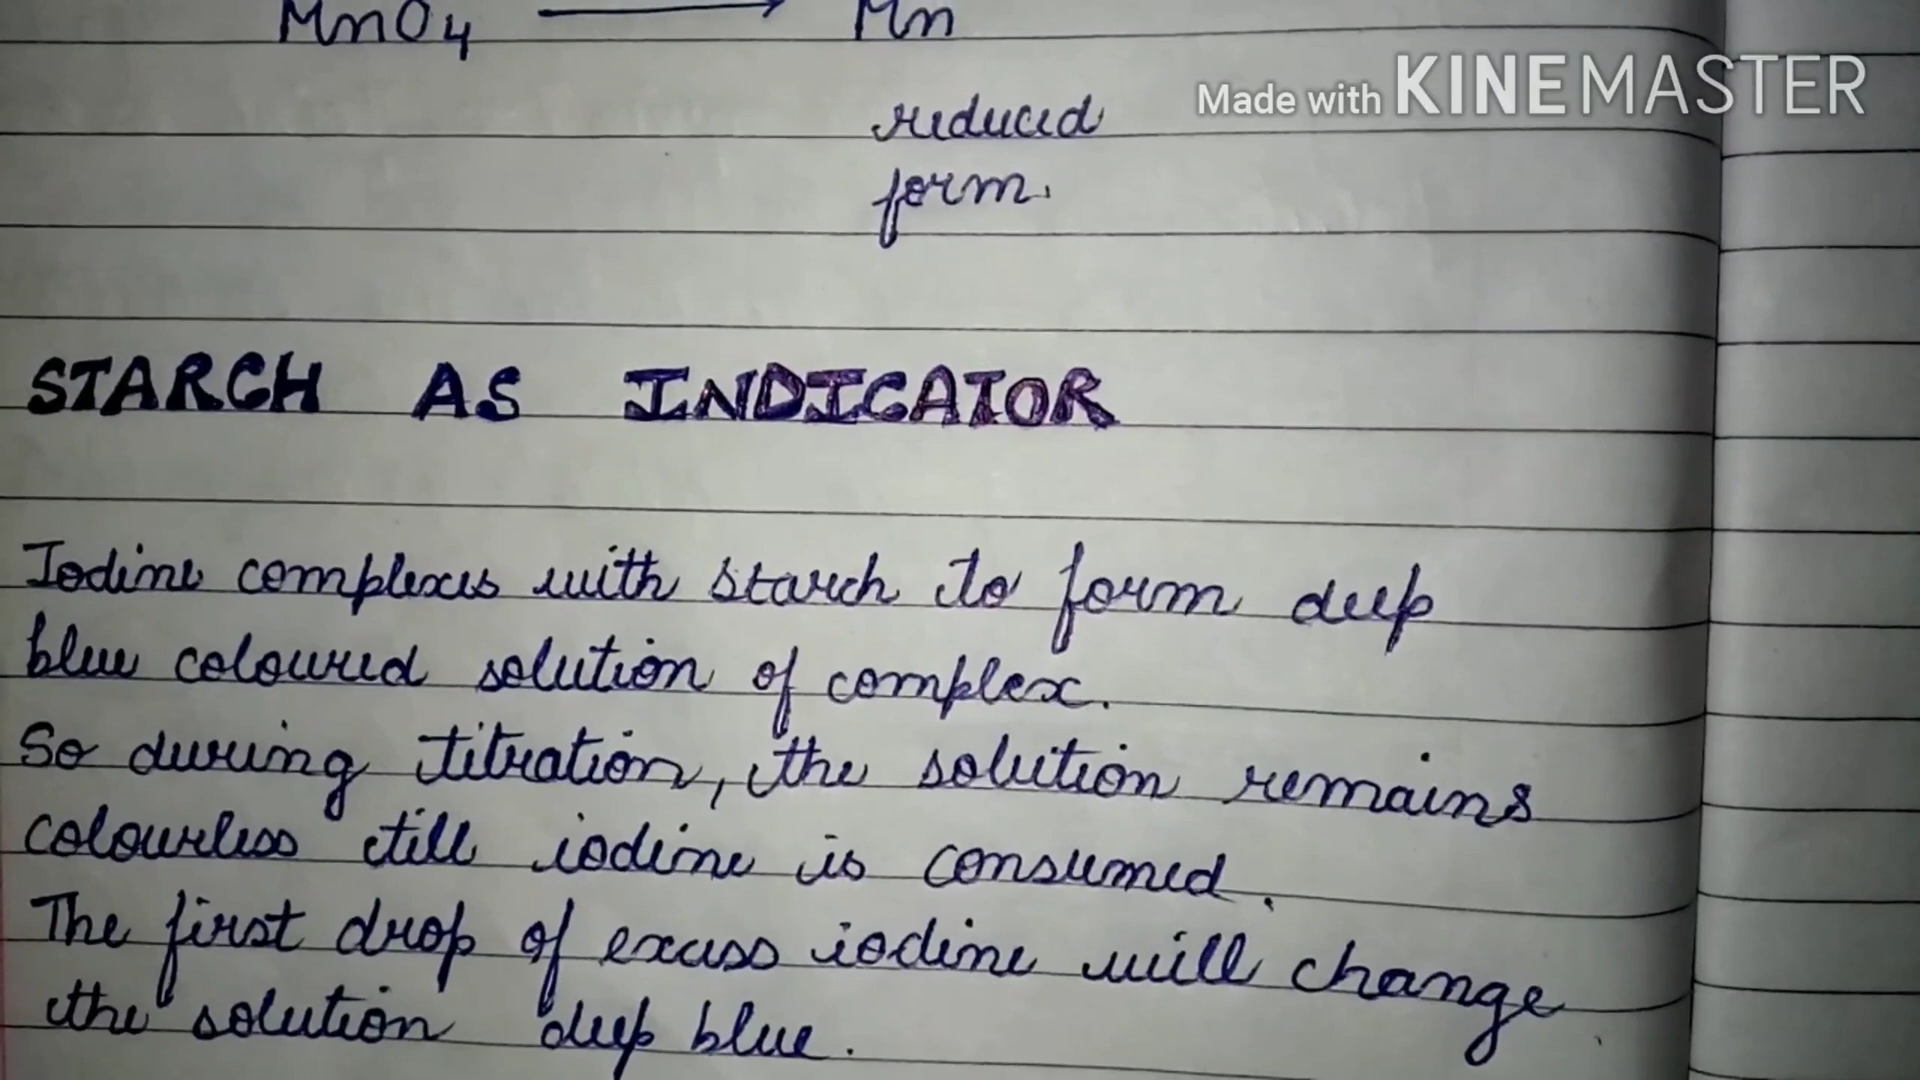 MnO4 → Mn
Made with KINEMASTER
reduced
form.
STARCH AS INDICATOR
Iodine complexes with starch to form deep
blue coloured solution of complex.
So during titration, the solution remains
colourless till iodine is consumed.
The first drop of excess iodine will change
the solution deep blue.